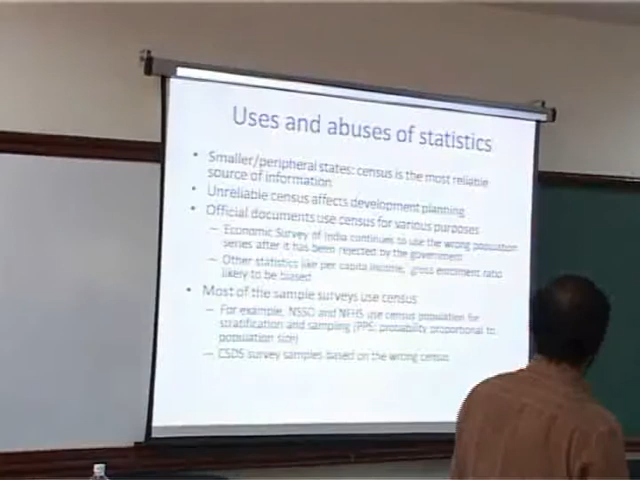 Uses and abuses of statistics
• Smaller/peripheral states: census is the most reliable
source of information
• Unreliable census affects development planning
• Official documents use census for various purposes
– Economic Survey of India continues to use the wrong population
series after it has been rejected by the government
– Other statistics like per capita income, gross enrolment ratio
likely to be biased
• Most of the sample surveys use census
– For example, NSSO and NFHS use census population for
stratification and sampling (PPS: probability proportional to
population size)
– CSDS survey samples based on the wrong census